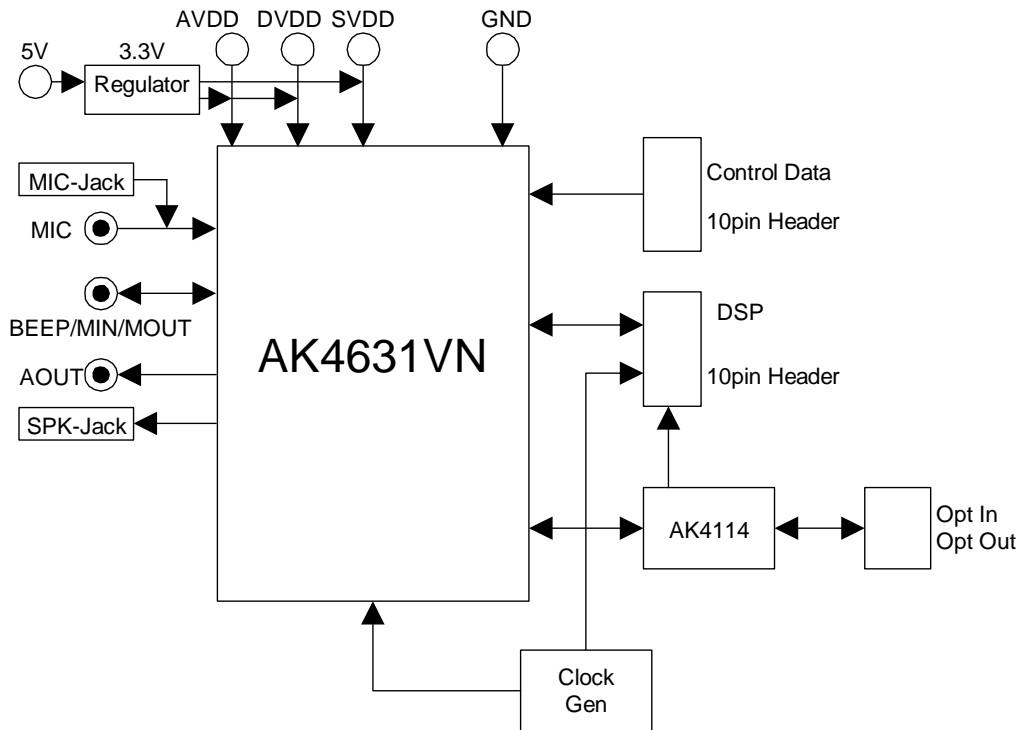 AVDD DVDD SVDD GND
5V 3.3V
Regulator
MIC-Jack
MIC
BEEP/MIN/MOUT
AOUT
SPK-Jack
AK4631VN
Control Data
10pin Header
DSP
10pin Header
AK4114
Opt In
Opt Out
Clock
Gen